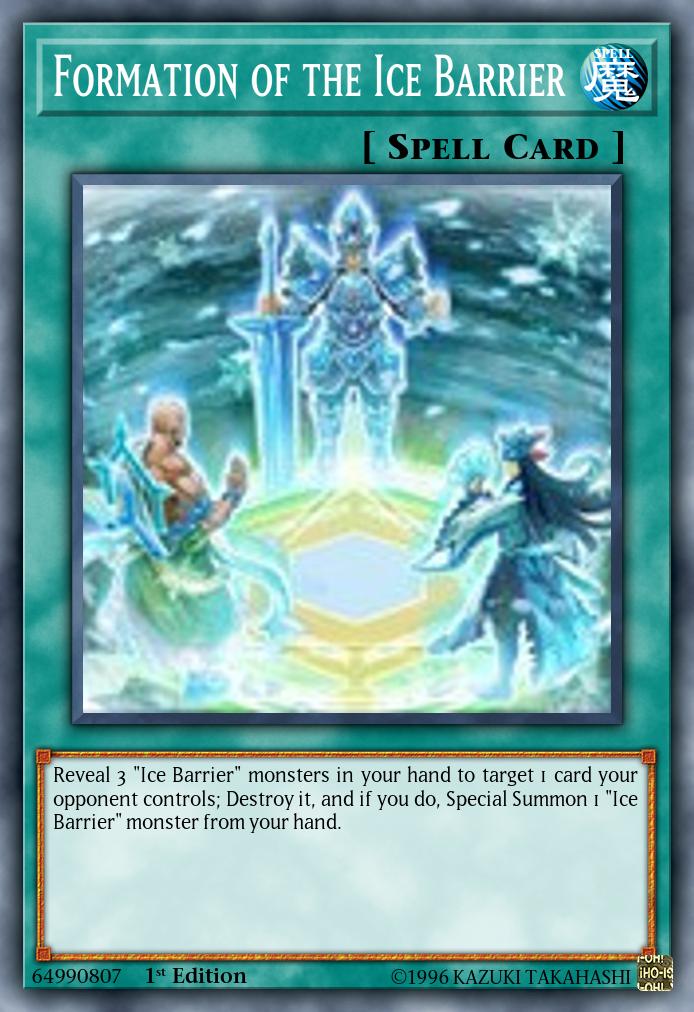 FORMATION OF THE ICE BARRIER
SPELL
魔
[ SPELL CARD ]
Reveal 3 "Ice Barrier" monsters in your hand to target 1 card your
opponent controls; Destroy it, and if you do, Special Summon 1 "Ice
Barrier" monster from your hand.
64990807 1st Edition ©1996 KAZUKI TAKAHASHI